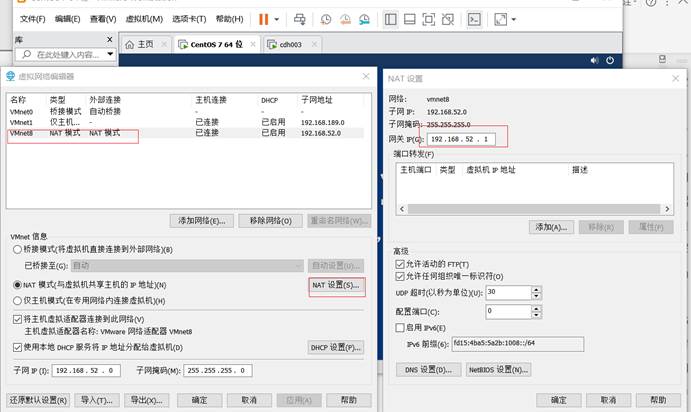 文件(F) 编辑(E) 查看(V) 虚拟机(M) 选项卡(T) 帮助(H)
库
在此处键入内容...
主页 CentOS 7 64 位 cdh003
虚拟网络编辑器
名称 类型 外部连接 主机连接 DHCP 子网地址
VMnet0 桥接模式 自动桥接 - - -
VMnet1 仅主机... - 已连接 已启用 192.168.189.0
VMnet8 NAT 模式 NAT 模式 已连接 已启用 192.168.52.0
添加网络(E)... 移除网络(O) 重命名网络(W)...
VMnet 信息
桥接模式(将虚拟机直接连接到外部网络)(B)
已桥接至(G): 自动 自动设置(U)...
NAT 模式(与虚拟机共享主机的 IP 地址)(N) NAT 设置(S)...
仅主机模式(在专用网络内连接虚拟机)(H)
将主机虚拟适配器连接到此网络(V)
主机虚拟适配器名称: VMware 网络适配器 VMnet8
使用本地 DHCP 服务将 IP 地址分配给虚拟机(D) DHCP 设置(P)...
子网 IP (I): 192.168. 52 . 0 子网掩码(M): 255.255.255. 0
还原默认设置(R) 导入(T)... 导出(X)... 确定 取消 应用(A) 帮助
NAT 设置
网络: vmnet8
子网 IP: 192.168.52.0
子网掩码: 255.255.255.0
网关 IP(G): 192.168. 52 . 1
端口转发(F)
主机端口 类型 虚拟机 IP 地址 描述
添加(A)... 移除(R) 属性(P)
高级
允许活动的 FTP(T)
允许任何组织唯一标识符(O)
UDP 超时(以秒为单位)(U): 30
配置端口(C): 0
启用 IPv6(E)
IPv6 前缀(6): fd15:4ba5:5a2b:1008::/64
DNS 设置(D)... NetBIOS 设置(N)...
确定 取消 帮助